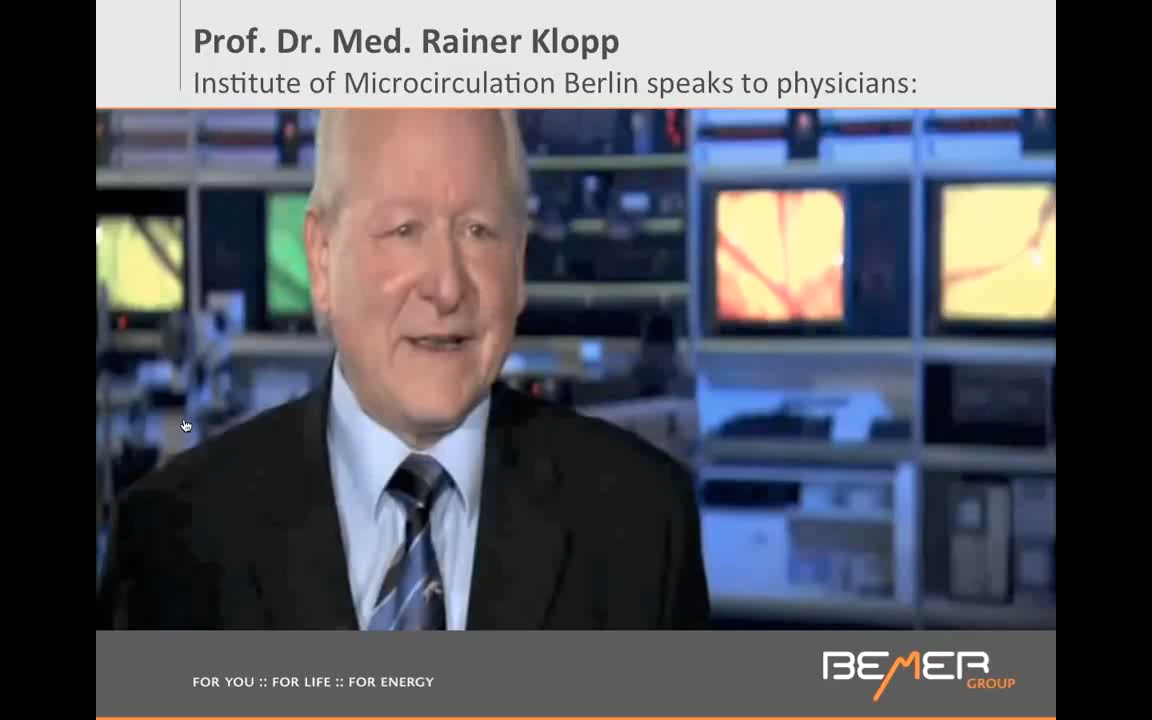 Prof. Dr. Med. Rainer Klopp
Institute of Microcirculation Berlin speaks to physicians:
FOR YOU :: FOR LIFE :: FOR ENERGY
BEMER
GROUP